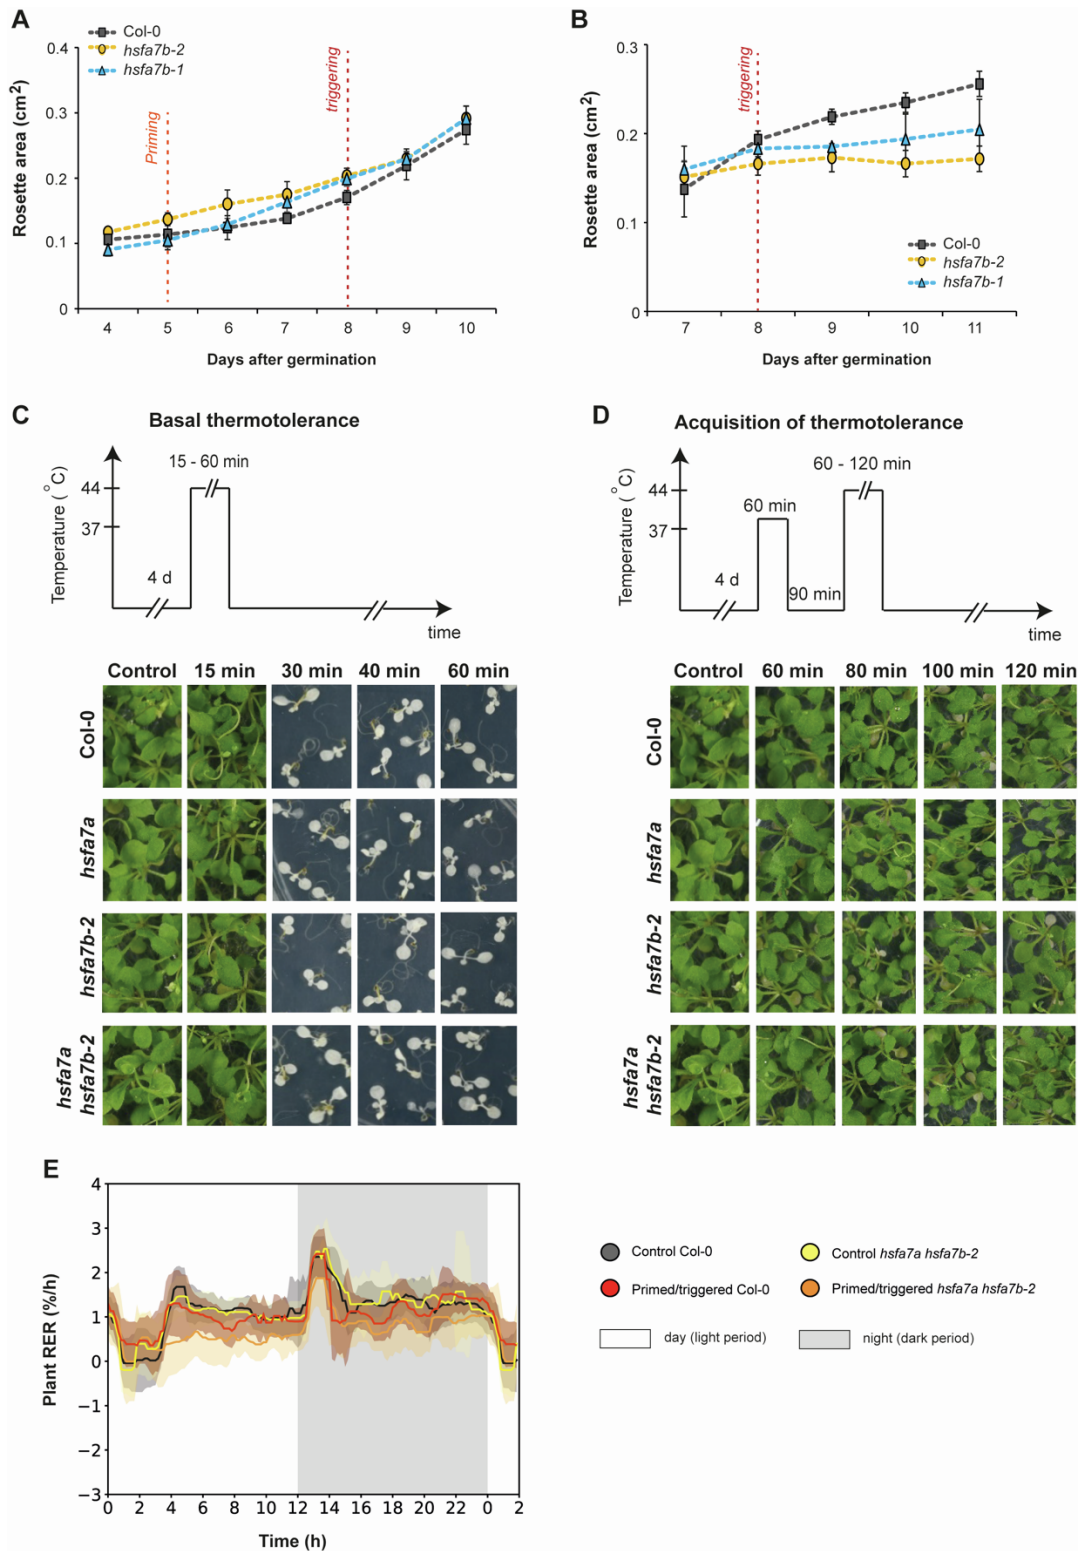 A
Col-0
hsfa7b-2
hsfa7b-1
Rosette area (cm2)
0.4
0.3
0.2
0.1
0
Priming
triggering
4 5 6 7 8 9 10
Days after germination
B
Rosette area (cm2)
0.3
0.2
0.1
0
triggering
Col-0
hsfa7b-2
hsfa7b-1
7 8 9 10 11
Days after germination
C
Basal thermotolerance
Temperature (°C)
44
37
15 - 60 min
4 d
time
Control 15 min 30 min 40 min 60 min
Col-0
hsfa7a
hsfa7b-2
hsfa7a
hsfa7b-2
D
Acquisition of thermotolerance
Temperature (°C)
44
37
60 - 120 min
60 min
4 d
90 min
time
Control 60 min 80 min 100 min 120 min
Col-0
hsfa7a
hsfa7b-2
hsfa7a
hsfa7b-2
E
Plant RER (%/h)
4
3
2
1
0
−1
−2
−3
0 2 4 6 8 10 12 14 16 18 20 22 0 2
Time (h)
Control Col-0
Control hsfa7a hsfa7b-2
Primed/triggered Col-0
Primed/triggered hsfa7a hsfa7b-2
day (light period)
night (dark period)